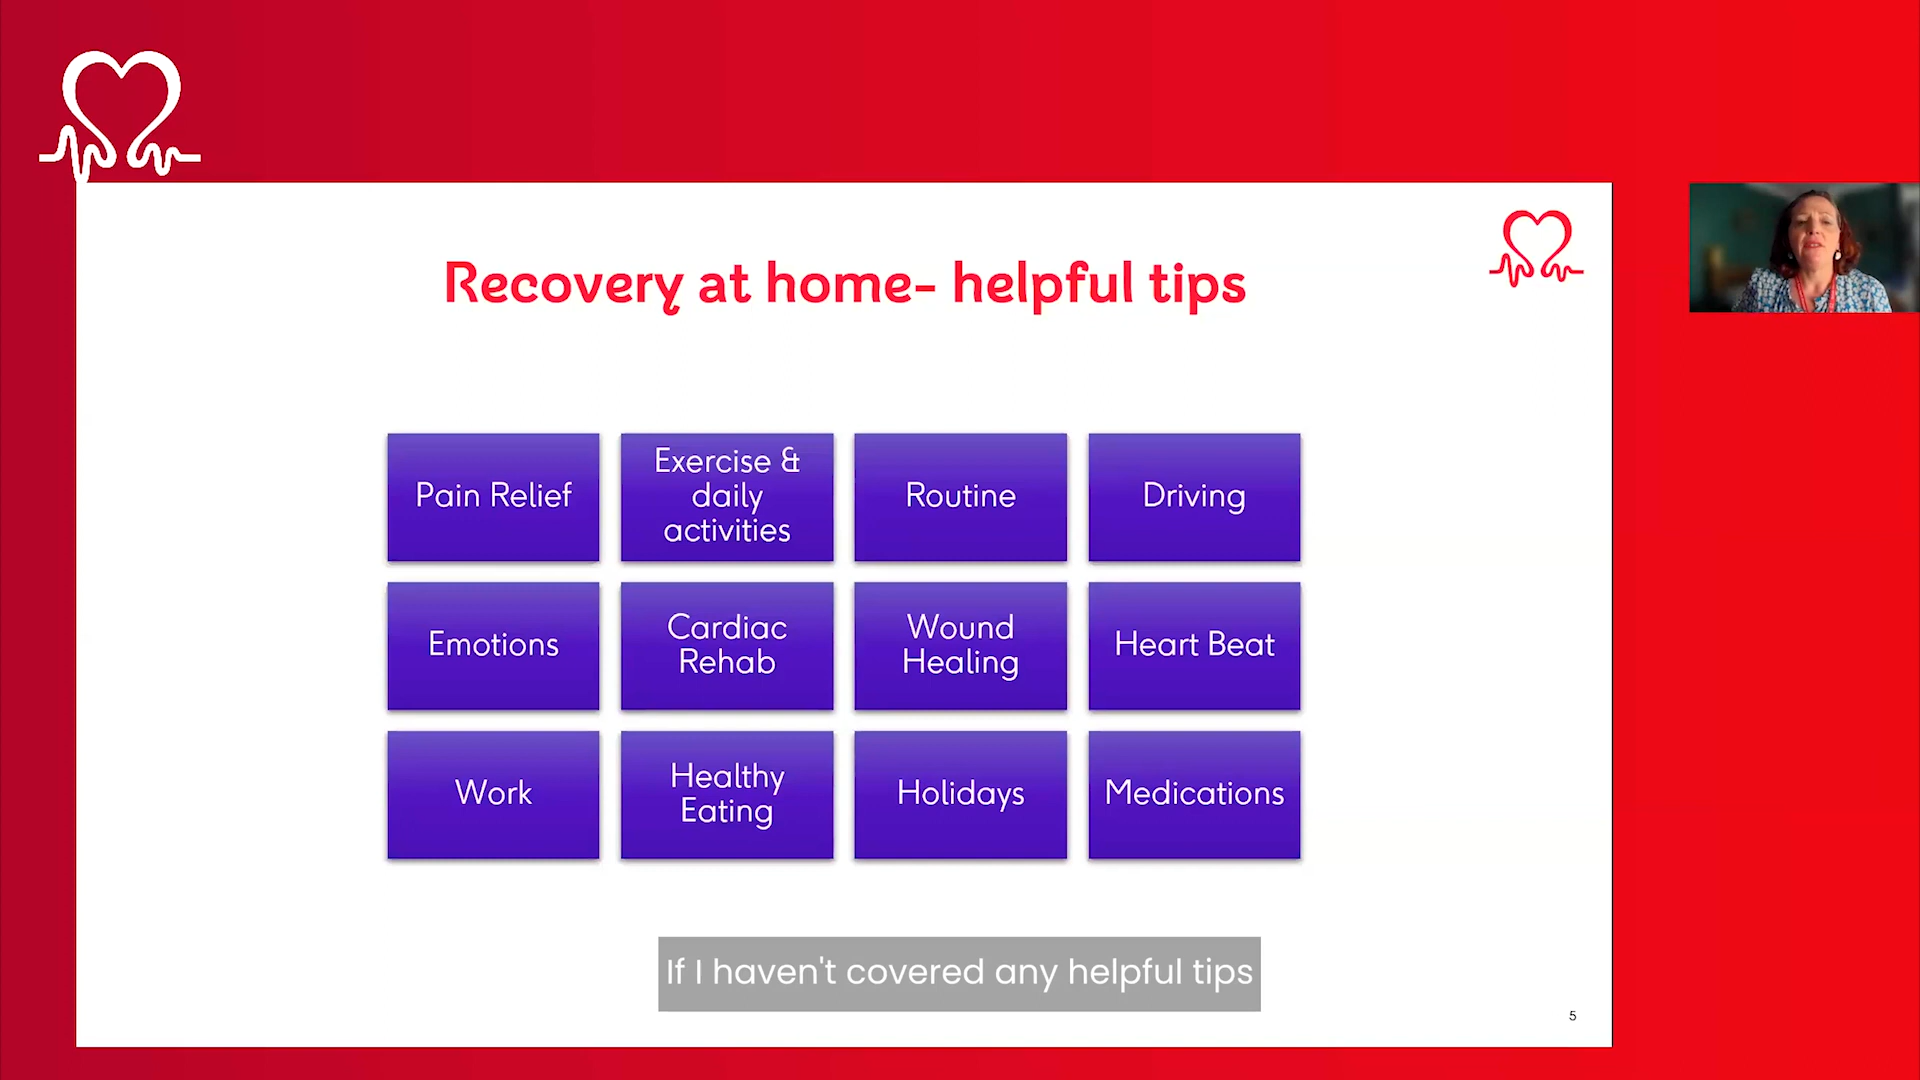 Recovery at home- helpful tips
Pain Relief
Exercise &
daily
activities
Routine
Driving
Emotions
Cardiac
Rehab
Wound
Healing
Heart Beat
Work
Healthy
Eating
Holidays
Medications
If I haven't covered any helpful tips
5